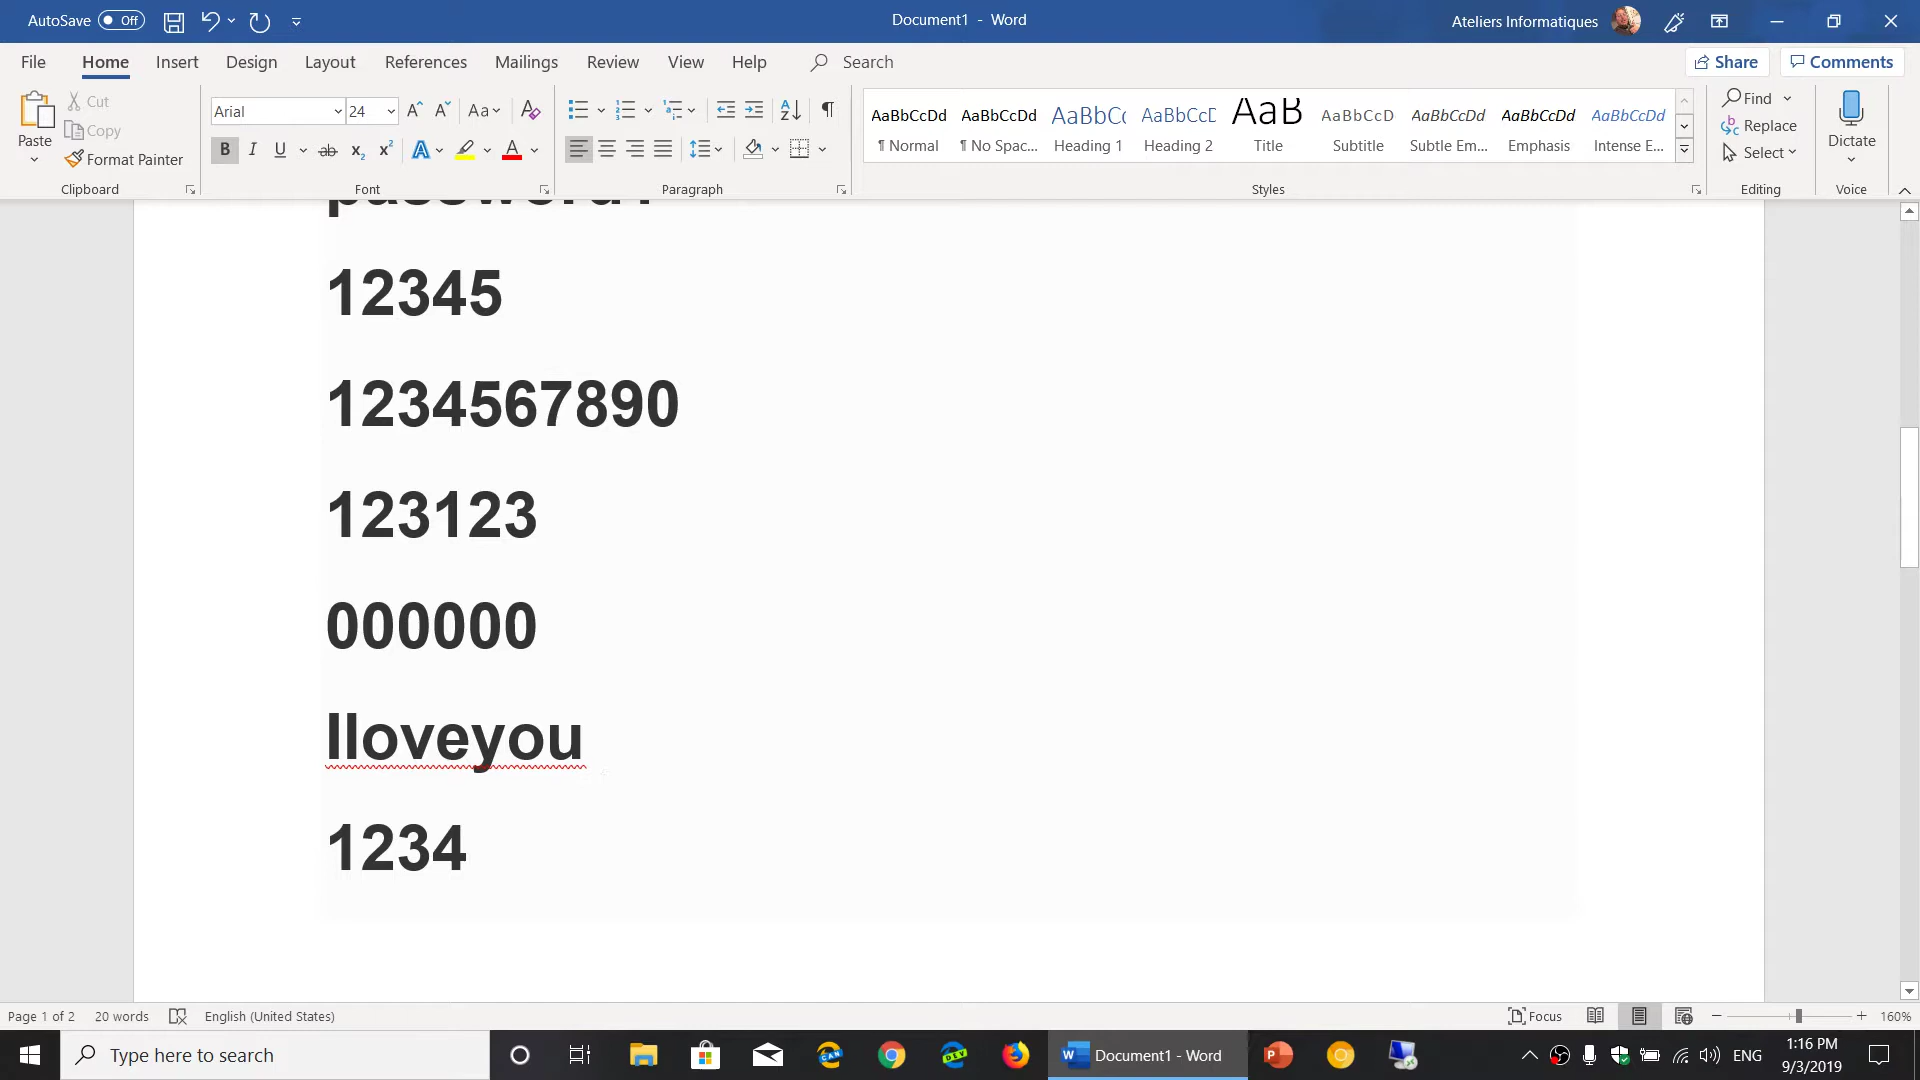 AutoSave Off Document1 - Word Ateliers Informatiques
File Home Insert Design Layout References Mailings Review View Help Search Share Comments
Paste Cut Copy Format Painter
Clipboard
Arial 24
Font
Paragraph
AaBbCcDd AaBbCcDd AaBbC AaBbCcD AaB AaBbCcD AaBbCcDd AaBbCcDd AaBbCcDd
¶ Normal ¶ No Spac... Heading 1 Heading 2 Title Subtitle Subtle Em... Emphasis Intense E...
Styles
Find
Replace
Select
Editing
Dictate
Voice
12345
1234567890
123123
000000
Iloveyou
1234
Page 1 of 2 20 words English (United States) Focus 160%
Type here to search Document1 - Word ENG 1:16 PM
9/3/2019